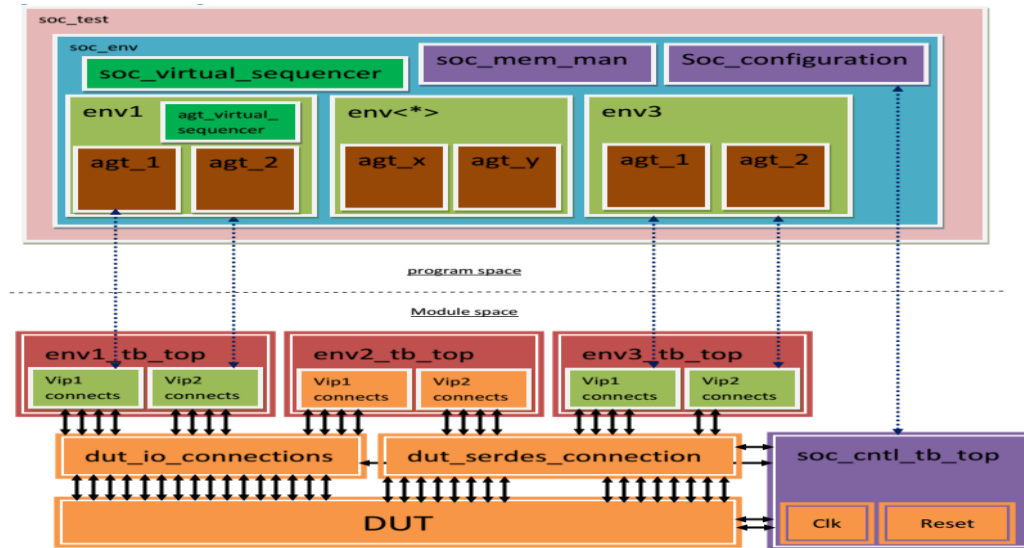 soc_test
soc_env
soc_virtual_sequencer
soc_mem_man
Soc_configuration
env1
agt_virtual_
sequencer
agt_1
agt_2
env<*>
agt_x
agt_y
env3
agt_1
agt_2
program space
Module space
env1_tb_top
Vip1
connects
Vip2
connects
env2_tb_top
Vip1
connects
Vip2
connects
env3_tb_top
Vip1
connects
Vip2
connects
dut_io_connections
dut_serdes_connection
soc_cntl_tb_top
DUT
Clk
Reset